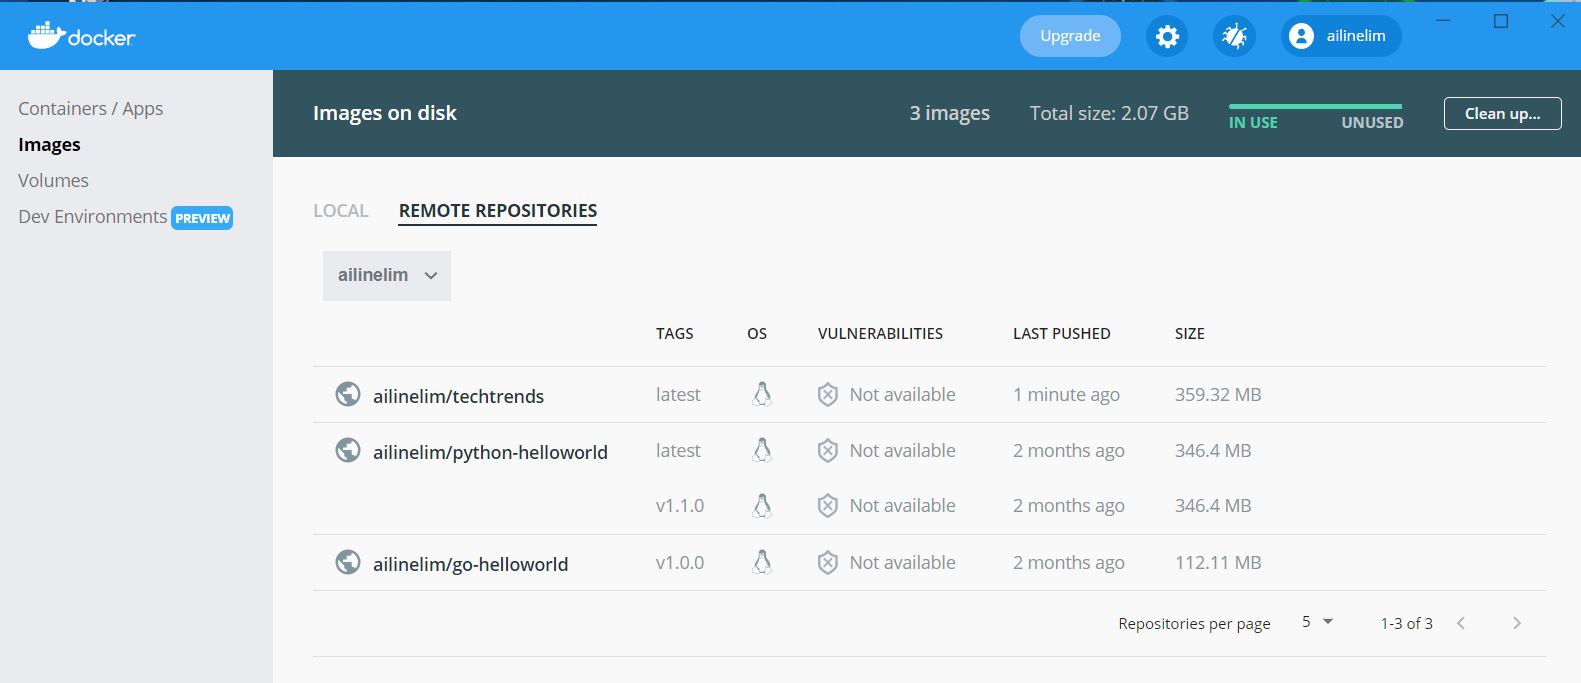 docker
Upgrade
ailinelim
Containers / Apps
Images
Volumes
Dev Environments PREVIEW
Images on disk
3 images
Total size: 2.07 GB
IN USE
UNUSED
Clean up...
LOCAL
REMOTE REPOSITORIES
ailinelim
TAGS OS VULNERABILITIES LAST PUSHED SIZE
ailinelim/techtrends latest Not available 1 minute ago 359.32 MB
ailinelim/python-helloworld latest Not available 2 months ago 346.4 MB
v1.1.0 Not available 2 months ago 346.4 MB
ailinelim/go-helloworld v1.0.0 Not available 2 months ago 112.11 MB
Repositories per page 5 1-3 of 3